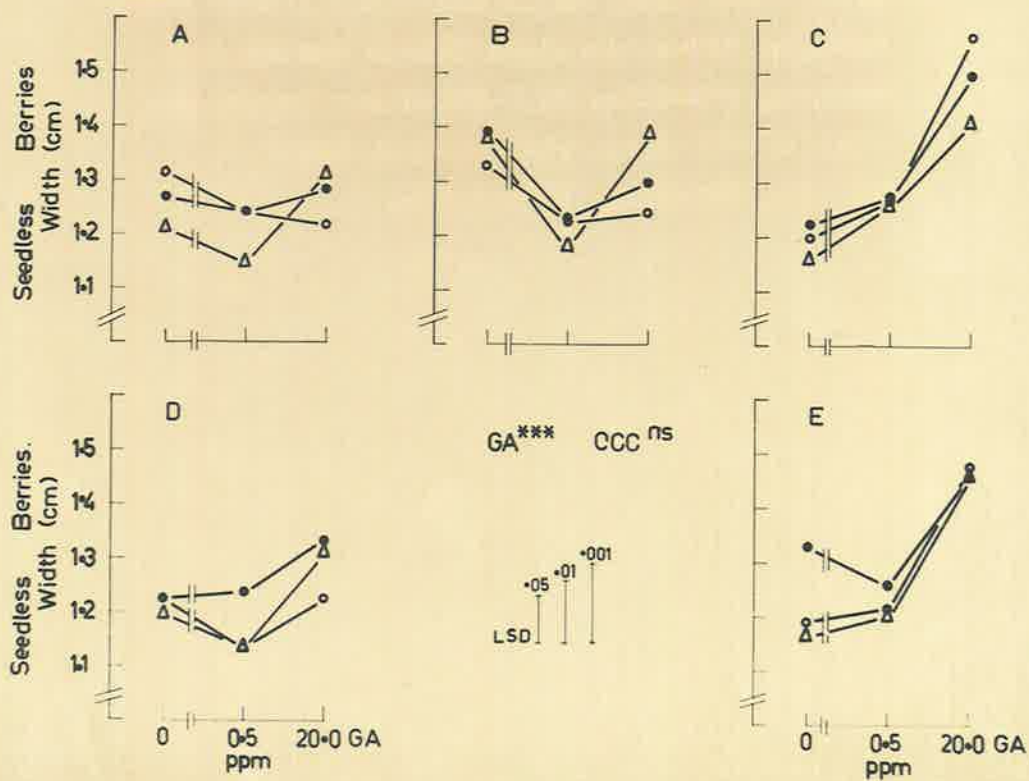 A
B
C
Seedless Berries
Width (cm)
1·5
1·4
1·3
1·2
1·1
D
GA*** CCC ns
E
Seedless Berries.
Width (cm)
1·5
1·4
1·3
1·2
1·1
·05 ·01 ·001
LSD
0 0·5 20·0 GA
ppm
0 0·5 20·0 GA
ppm